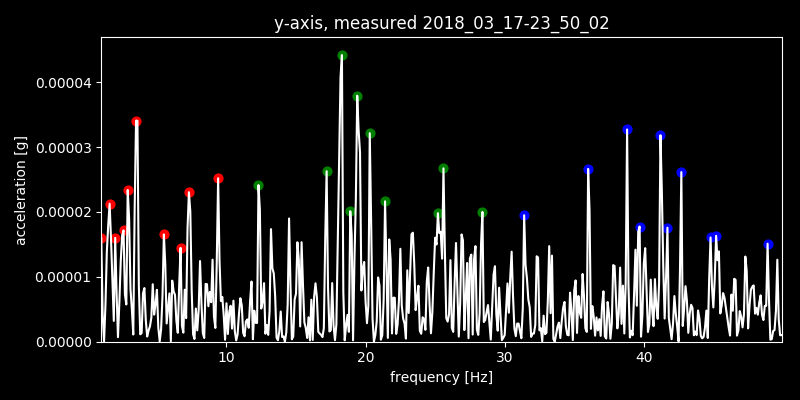 y-axis, measured 2018_03_17-23_50_02
0.00004
0.00003
0.00002
0.00001
0.00000
acceleration [g]
10 20 30 40
frequency [Hz]